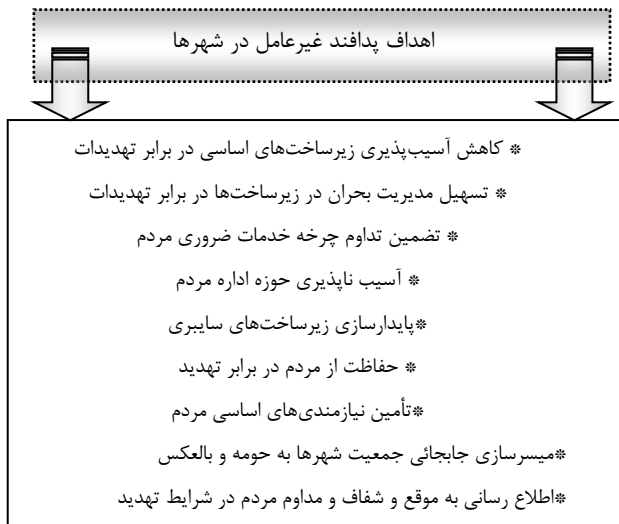 اهداف پدافند غیرعامل در شهرها
* کاهش آسیب‌پذیری زیرساخت‌های اساسی در برابر تهدیدات
* تسهیل مدیریت بحران در زیرساخت‌ها در برابر تهدیدات
* تضمین تداوم چرخه خدمات ضروری مردم
* آسیب ناپذیری حوزه اداره مردم
*پایدارسازی زیرساخت‌های سایبری
* حفاظت از مردم در برابر تهدید
*تأمین نیازمندی‌های اساسی مردم
*میسرسازی جابجائی جمعیت شهرها به حومه و بالعکس
*اطلاع رسانی به موقع و شفاف و مداوم مردم در شرایط تهدید